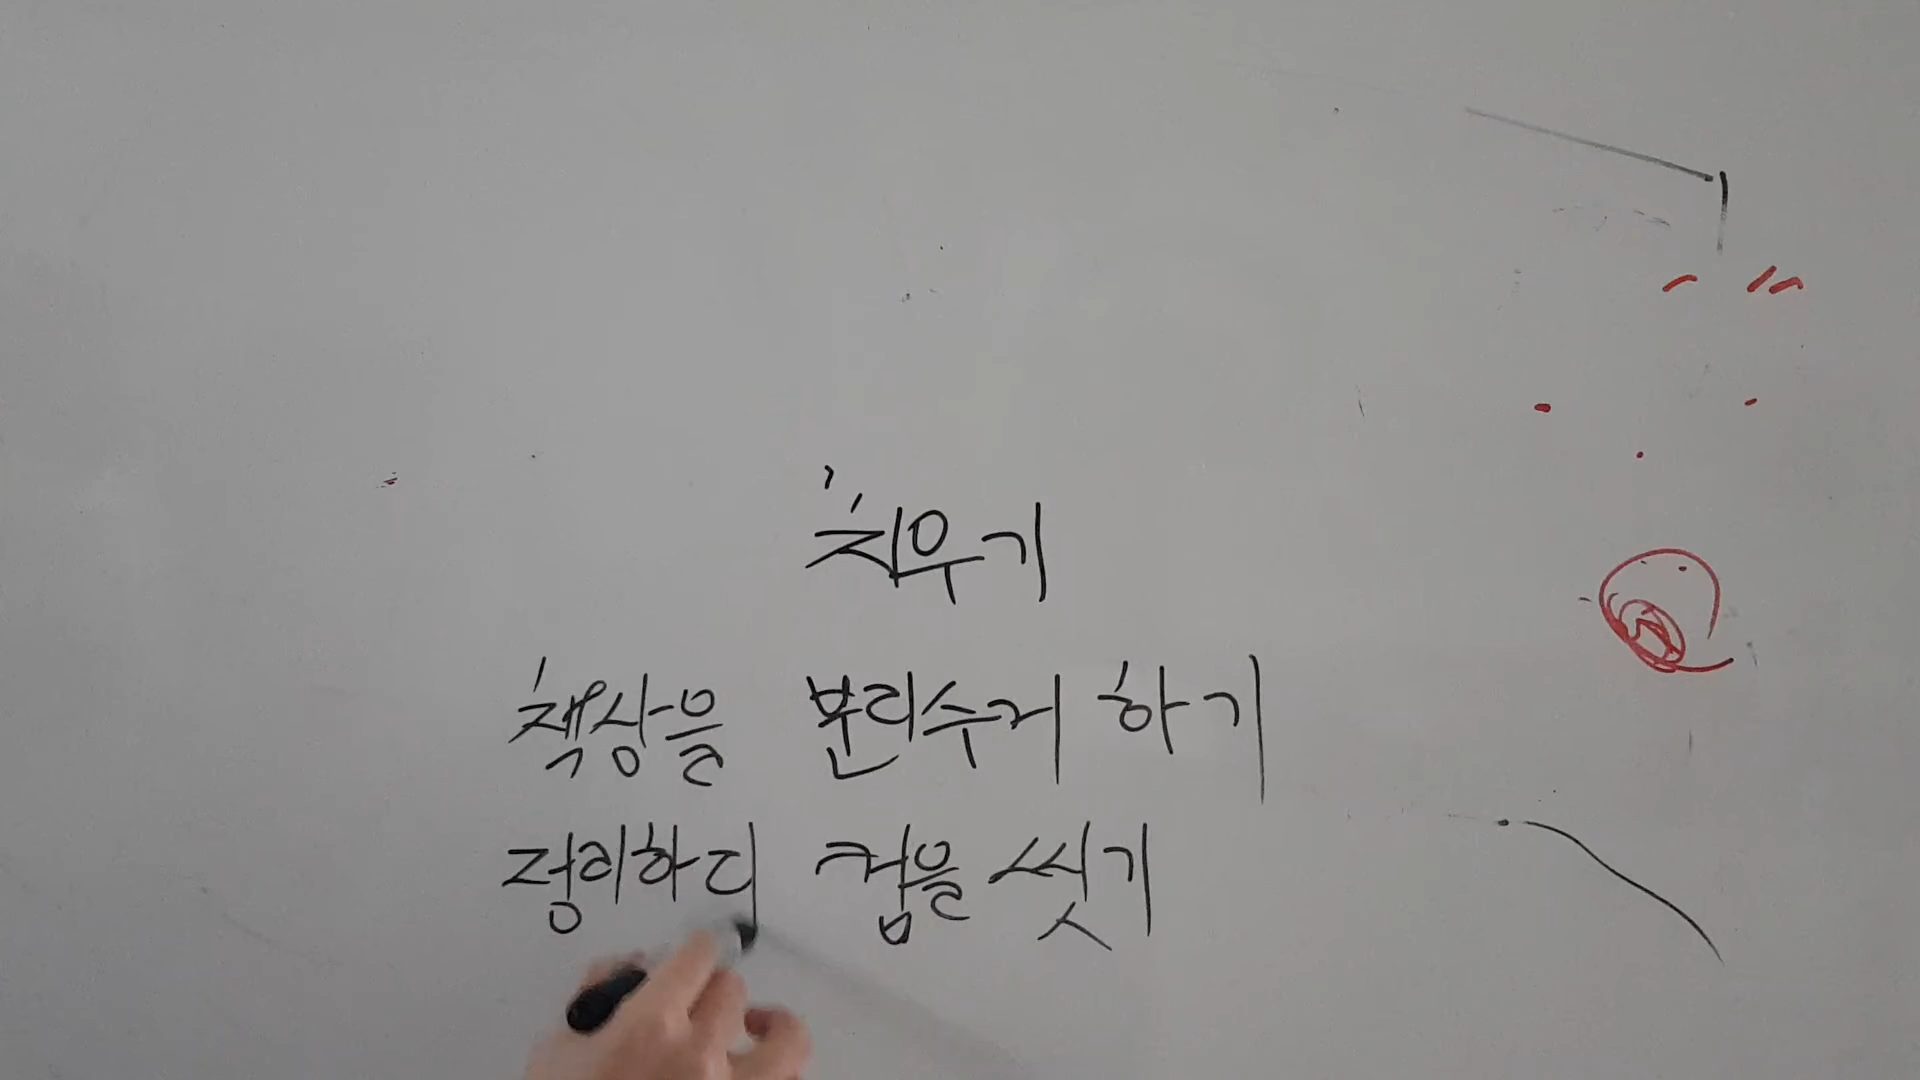 치우기
책상을 분리수거 하기
정리하디 컵을 씻기